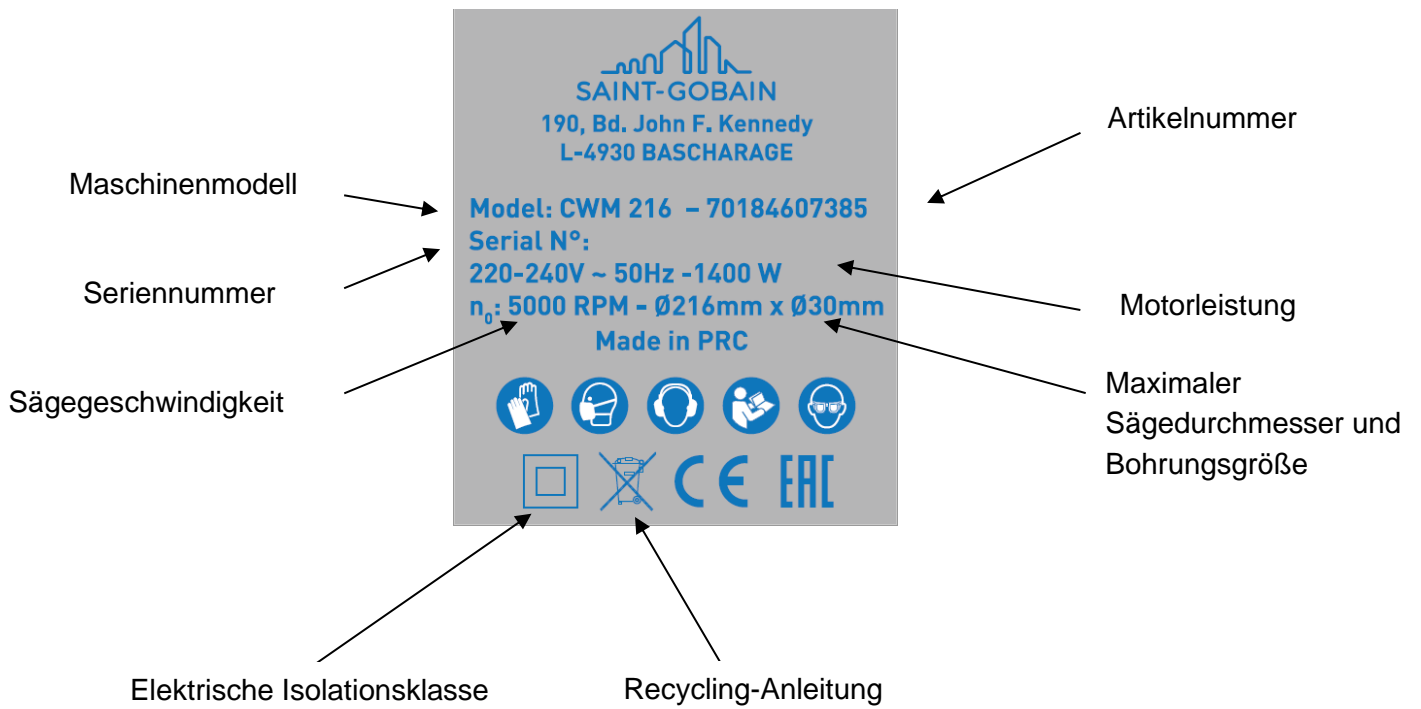 SAINT-GOBAIN
190, Bd. John F. Kennedy
L-4930 BASCHARAGE
Artikelnummer
Maschinenmodell
Model: CWM 216 – 70184607385
Serial N°:
Seriennummer
220-240V ~ 50Hz -1400 W
Motorleistung
n₀: 5000 RPM - Ø216mm x Ø30mm
Made in PRC
Sägegeschwindigkeit
Maximaler
Sägedurchmesser und
Bohrungsgröße
CE EAC
Elektrische Isolationsklasse
Recycling-Anleitung